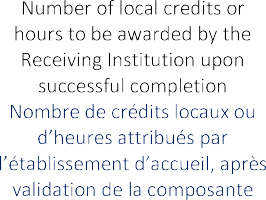 Number of local credits or
hours to be awarded by the
Receiving Institution upon
successful completion
Nombre de crédits locaux ou
d’heures attribués par
l’établissement d’accueil, après
validation de la composante